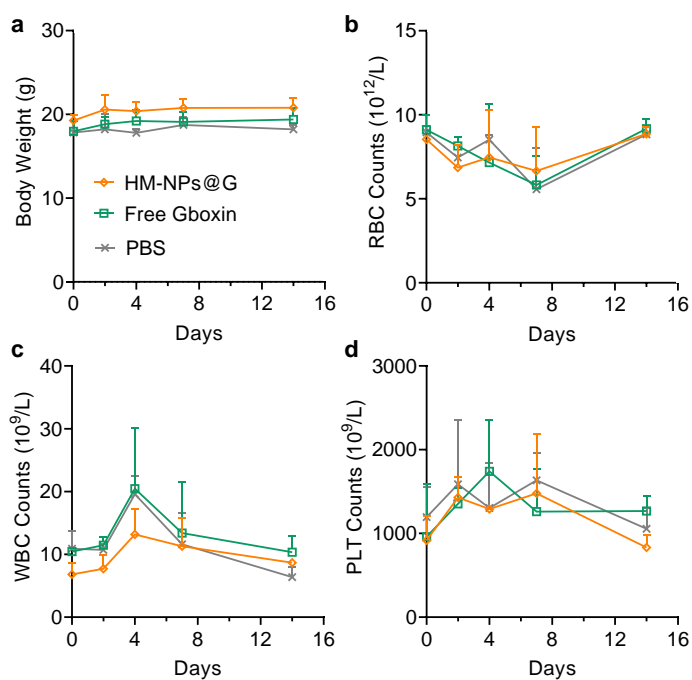 a
30
20
10
0
Body Weight (g)
HM-NPs@G
Free Gboxin
PBS
0 4 8 12 16
Days
b
15
10
5
0
RBC Counts (10¹²/L)
0 4 8 12 16
Days
c
40
30
20
10
0
WBC Counts (10⁹/L)
0 4 8 12 16
Days
d
3000
2000
1000
0
PLT Counts (10⁹/L)
0 4 8 12 16
Days